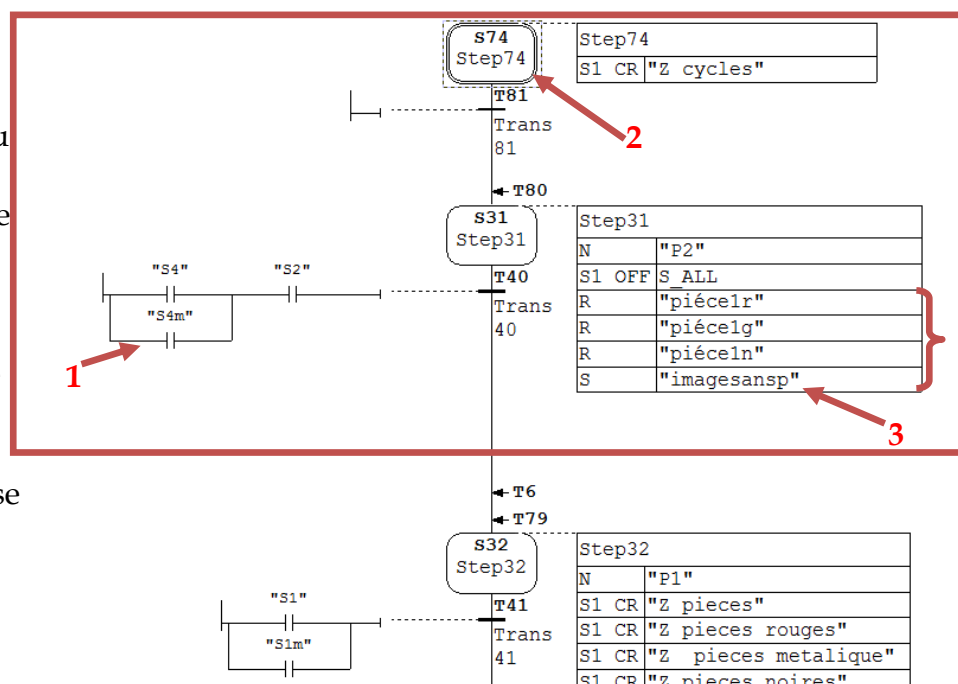 S74
Step74
Step74
S1 CR "Z cycles"
T81
Trans
81
2
u
T80
e
S31
Step31
Step31
N "P2"
S1 OFF S_ALL
R "piéce1r"
R "piéce1g"
R "piéce1n"
S "imagesansp"
"S4" "S2"
"S4m"
T40
Trans
40
1
3
se
T6
T79
S32
Step32
Step32
N "P1"
S1 CR "Z pieces"
S1 CR "Z pieces rouges"
S1 CR "Z  pieces metalique"
S1 CR "Z pieces noires"
"S1"
"S1m"
T41
Trans
41